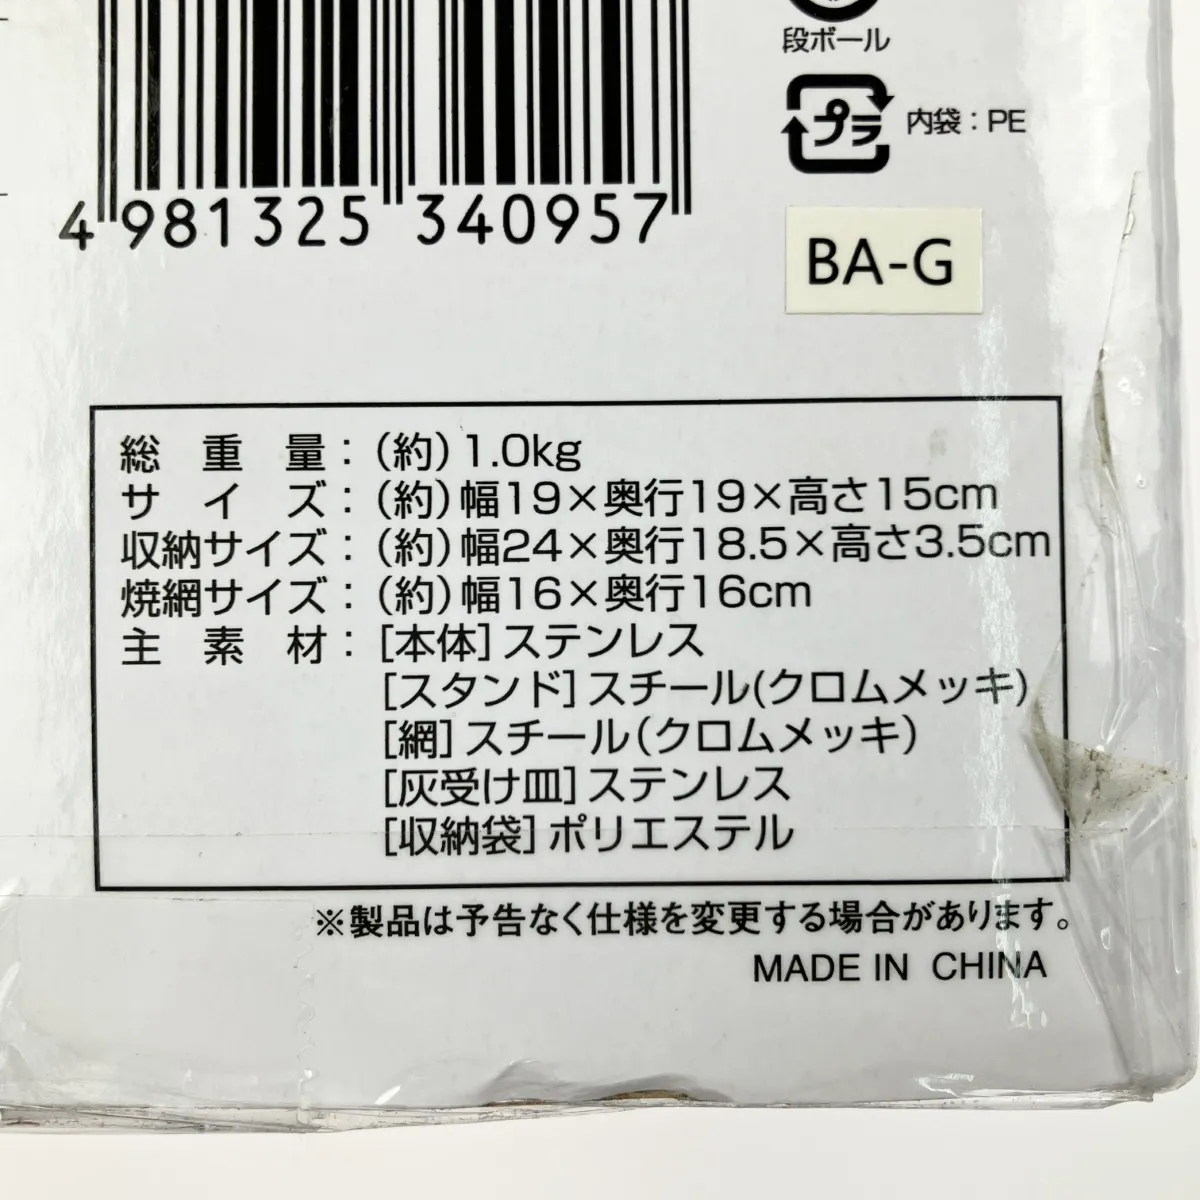 段ボール
プラ 内袋：PE
4 981325 340957
BA-G
総重量：(約)1.0kg
サイズ：(約)幅19×奥行19×高さ15cm
収納サイズ：(約)幅24×奥行18.5×高さ3.5cm
焼網サイズ：(約)幅16×奥行16cm
主素材：[本体]ステンレス
[スタンド]スチール(クロムメッキ)
[網]スチール(クロムメッキ)
[灰受け皿]ステンレス
[収納袋]ポリエステル
※製品は予告なく仕様を変更する場合があります。
MADE IN CHINA